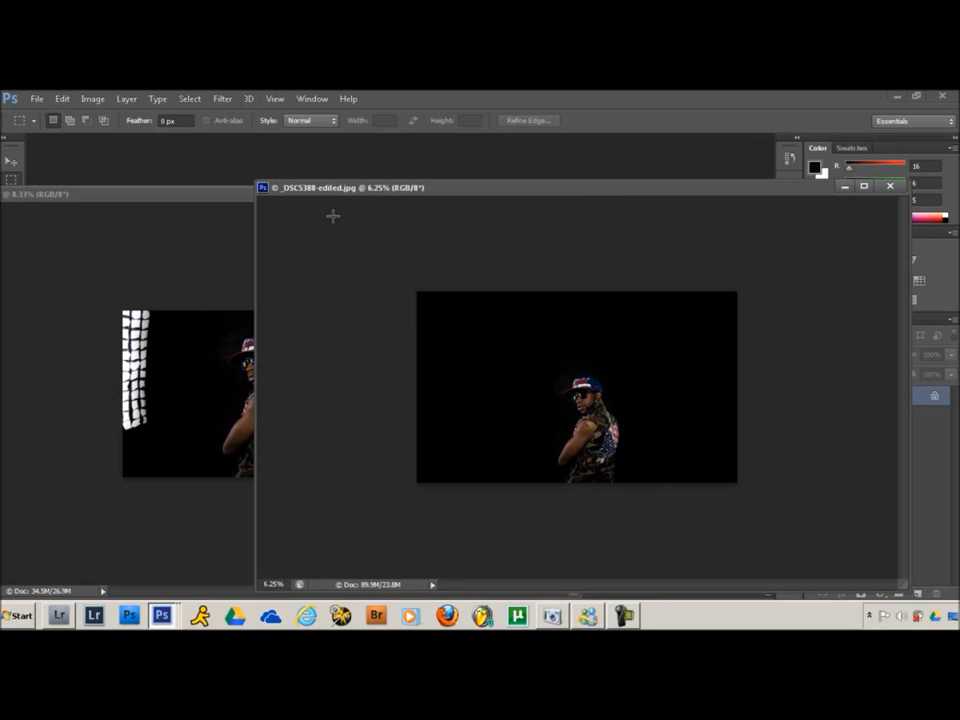 Ps File Edit Image Layer Type Select Filter 3D View Window Help
Feather: 0 px Anti-alias Style: Normal Width: Height: Refine Edge... Essentials
Color Swatches
R 16
6
5
@ 8.33% (RGB/8*)
Ps © _DSC5388-edited.jpg @ 6.25% (RGB/8*)
100%
100%
6.25% Doc: 89.9M/23.8M
Doc: 34.5M/26.9M
Start Lr Lr Ps Ps Br µ